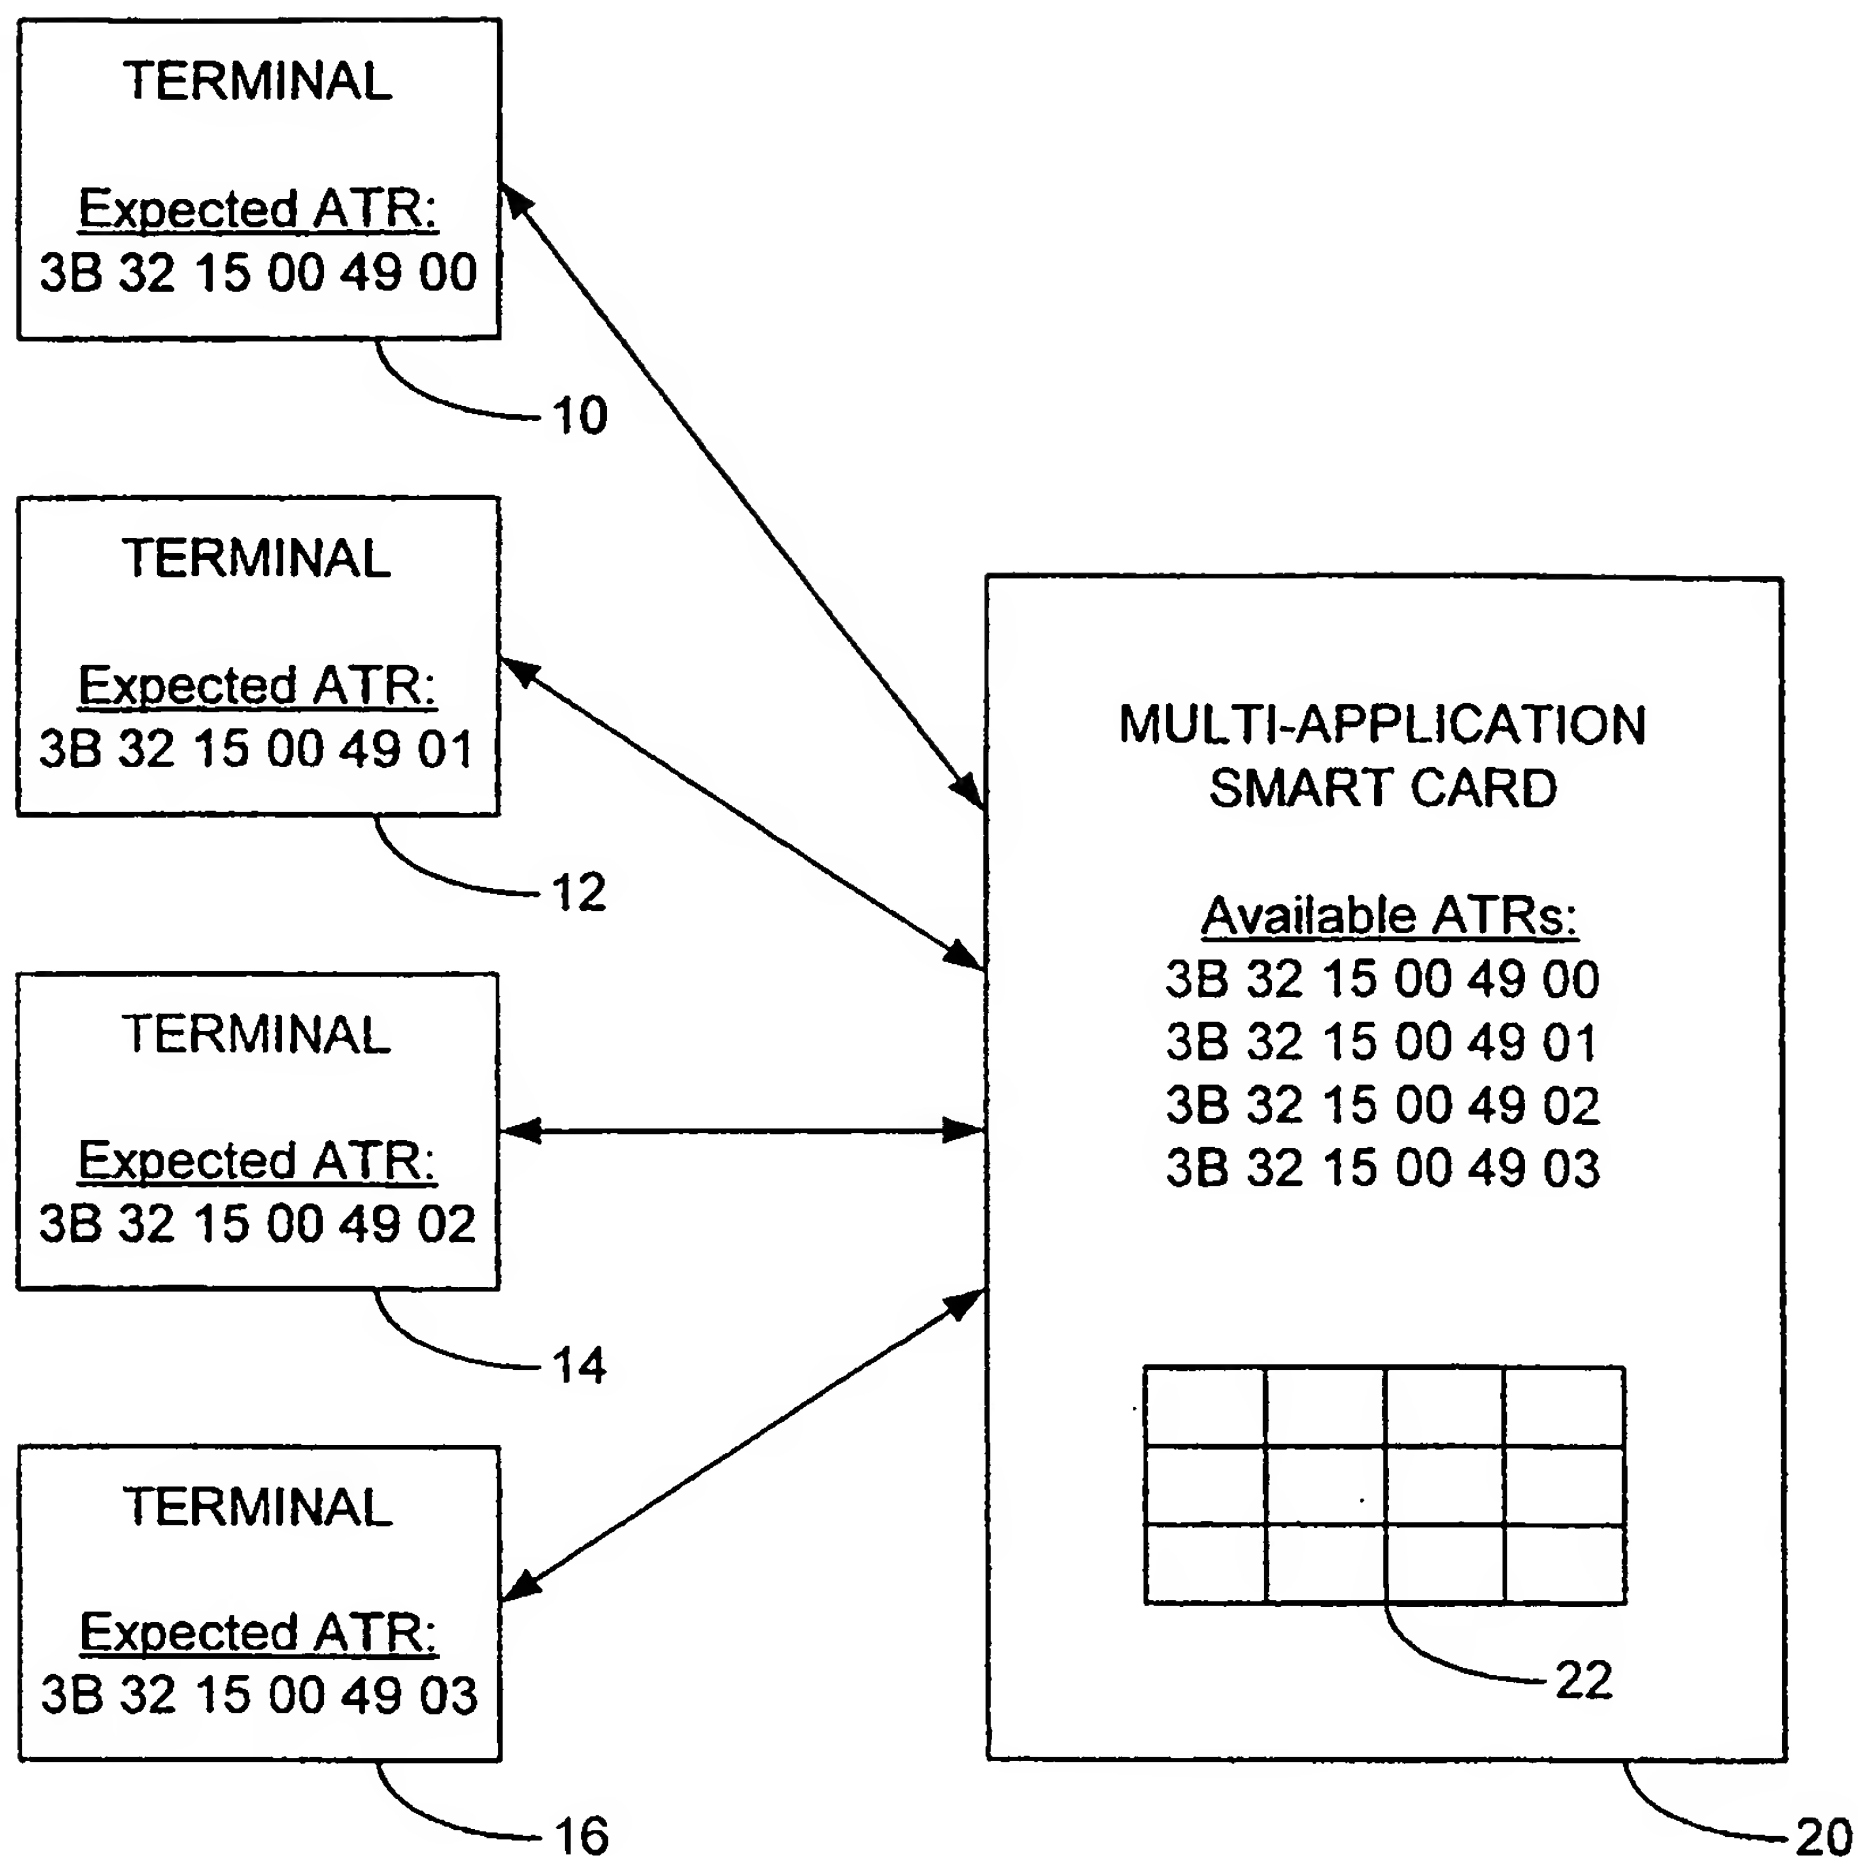 TERMINAL
Expected ATR:
3B 32 15 00 49 00
10
TERMINAL
Expected ATR:
3B 32 15 00 49 01
12
TERMINAL
Expected ATR:
3B 32 15 00 49 02
14
TERMINAL
Expected ATR:
3B 32 15 00 49 03
16
MULTI-APPLICATION
SMART CARD
Available ATRs:
3B 32 15 00 49 00
3B 32 15 00 49 01
3B 32 15 00 49 02
3B 32 15 00 49 03
22
20